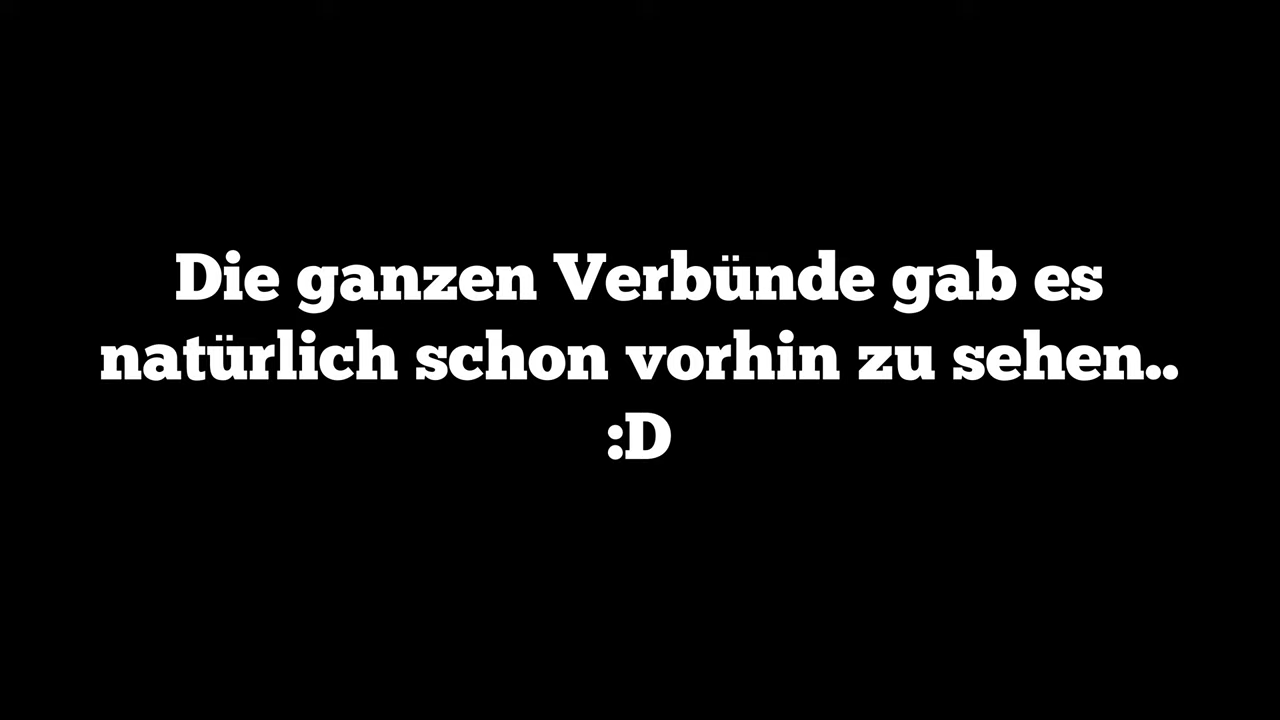 Die ganzen Verbünde gab es
natürlich schon vorhin zu sehen..
:D